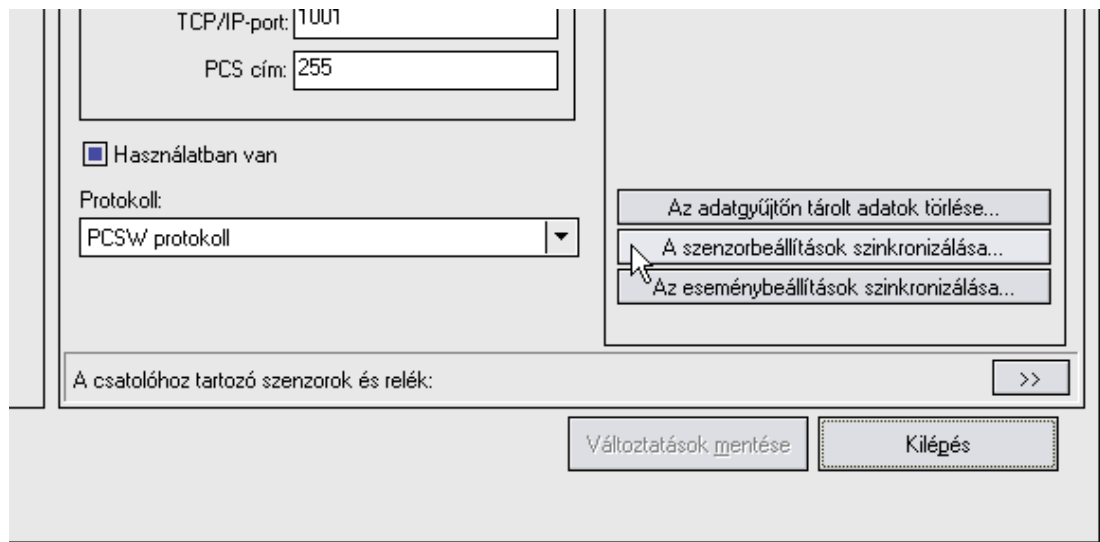 TCP/IP-port: 1001
PCS cím: 255
Használatban van
Protokoll:
PCSW protokoll
Az adatgyűjtőn tárolt adatok törlése...
A szenzorbeállítások szinkronizálása...
Az eseménybeállítások szinkronizálása...
A csatolóhoz tartozó szenzorok és relék:
>>
Változtatások mentése
Kilépés